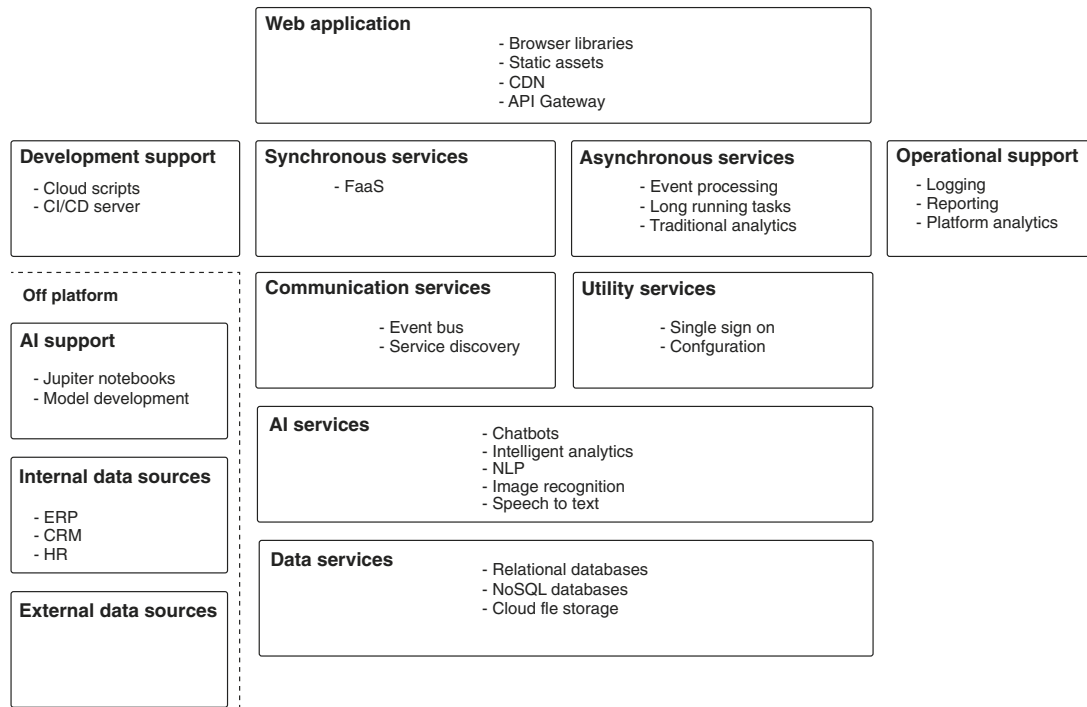 Web application
- Browser libraries
- Static assets
- CDN
- API Gateway
Development support
- Cloud scripts
- CI/CD server
Synchronous services
- FaaS
Asynchronous services
- Event processing
- Long running tasks
- Traditional analytics
Operational support
- Logging
- Reporting
- Platform analytics
Off platform
AI support
- Jupiter notebooks
- Model development
Internal data sources
- ERP
- CRM
- HR
External data sources
Communication services
- Event bus
- Service discovery
Utility services
- Single sign on
- Confguration
AI services
- Chatbots
- Intelligent analytics
- NLP
- Image recognition
- Speech to text
Data services
- Relational databases
- NoSQL databases
- Cloud fle storage